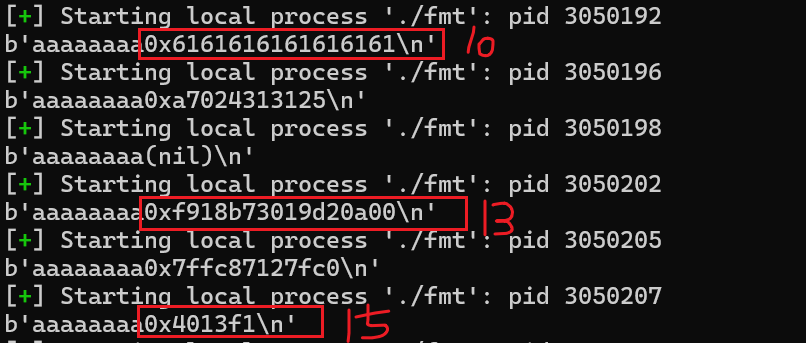 [+] Starting local process './fmt': pid 3050192
b'aaaaaaaa0x6161616161616161\n' 10
[+] Starting local process './fmt': pid 3050196
b'aaaaaaaa0xa7024313125\n'
[+] Starting local process './fmt': pid 3050198
b'aaaaaaaa(nil)\n'
[+] Starting local process './fmt': pid 3050202
b'aaaaaaaa0xf918b73019d20a00\n' 13
[+] Starting local process './fmt': pid 3050205
b'aaaaaaaa0x7ffc87127fc0\n'
[+] Starting local process './fmt': pid 3050207
b'aaaaaaaa0x4013f1\n' 15